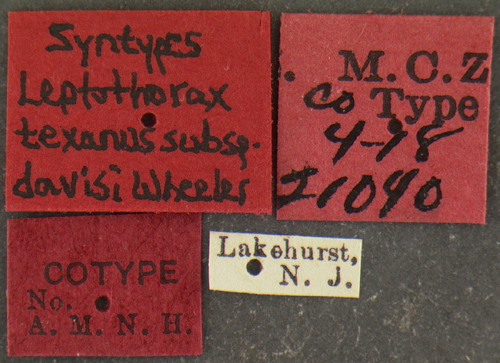 Syntypes
Leptothorax
texanus subsp.
davisi Wheeler
. M.C.Z
Co Type
4-18
21040
COTYPE
No.
A. M. N. H.
Lakehurst,
N. J.